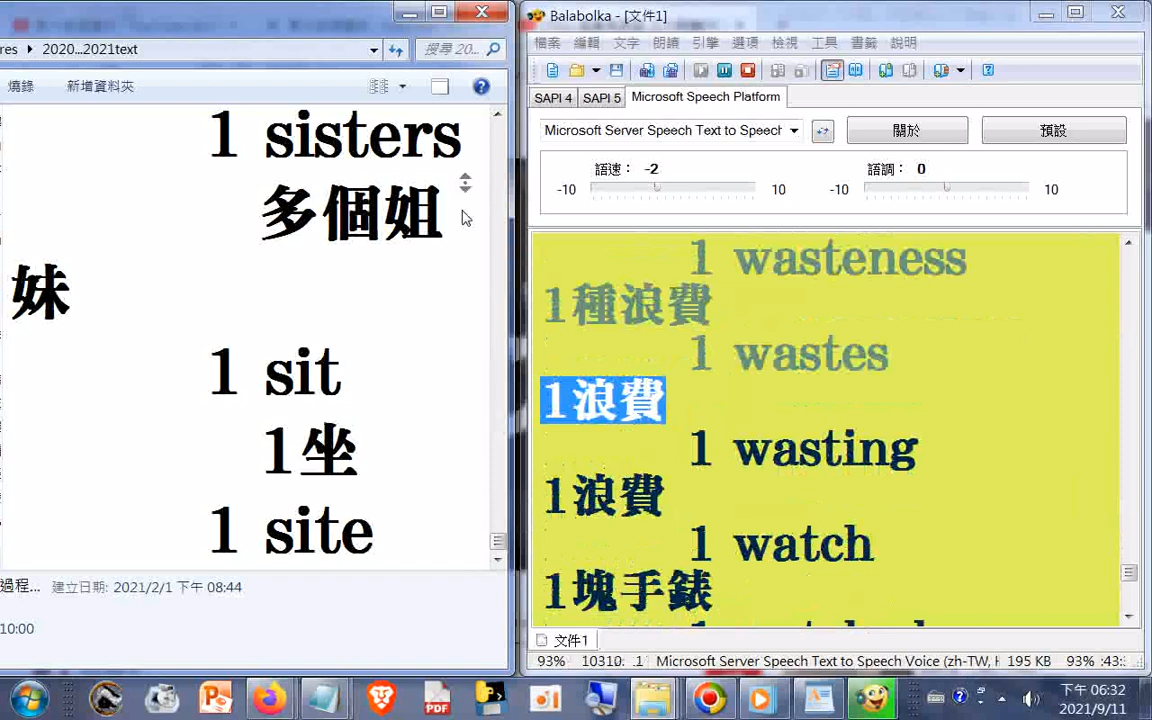 res ▸ 2020...2021text
搜尋 20...
燒錄
新增資料夾
1 sisters
多個姐
妹
1 sit
1坐
1 site
過程... 建立日期: 2021/2/1 下午 08:44
10:00
Balabolka - [文件1]
檔案 編輯 文字 朗讀 引擎 選項 檢視 工具 書籤 說明
SAPI 4 SAPI 5 Microsoft Speech Platform
Microsoft Server Speech Text to Speech
關於
預設
語速： -2
-10 10
語調： 0
-10 10
1 wasteness
1種浪費
1 wastes
1浪費
1 wasting
1浪費
1 watch
1塊手錶
文件1
93% 10310. .1 Microsoft Server Speech Text to Speech Voice (zh-TW, H 195 KB 93% :43:
PDF
下午 06:32
2021/9/11